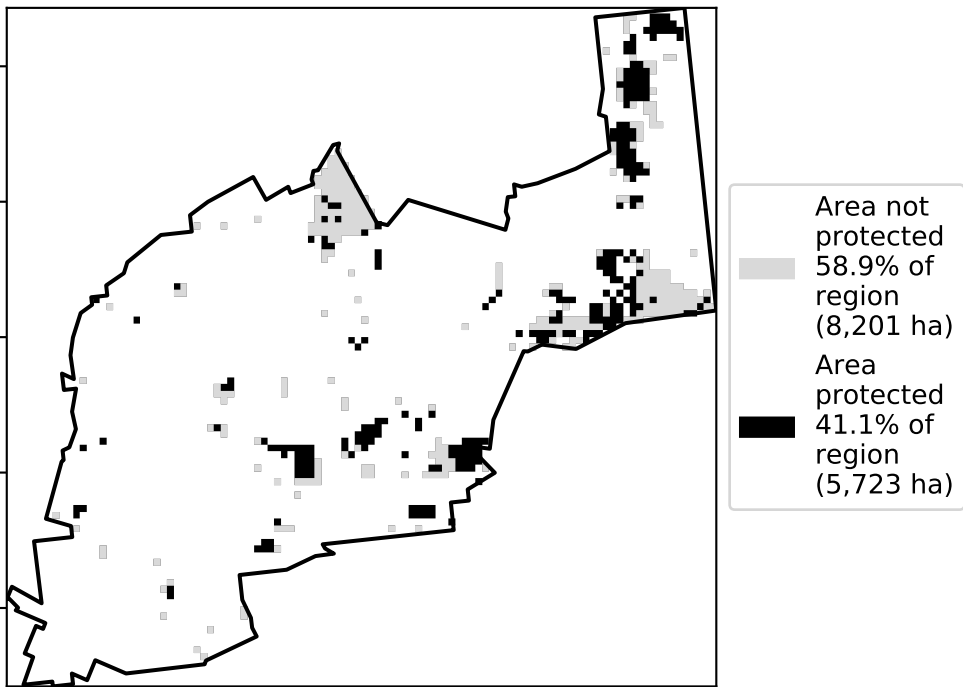 Area not
protected
58.9% of
region
(8,201 ha)
Area
protected
41.1% of
region
(5,723 ha)